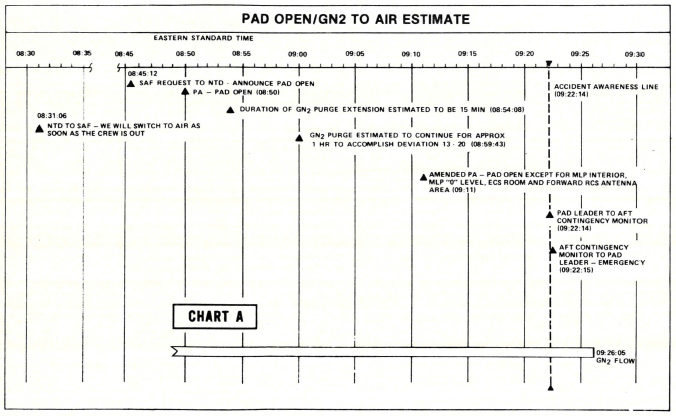 PAD OPEN/GN2 TO AIR ESTIMATE
EASTERN STANDARD TIME
08:30 08:35 08:45 08:50 08:55 09:00 09:05 09:10 09:15 09:20 09:25 09:30
08:45:12
SAF REQUEST TO NTD - ANNOUNCE PAD OPEN
PA – PAD OPEN (08:50)
ACCIDENT AWARENESS LINE
(09:22:14)
DURATION OF GN2 PURGE EXTENSION ESTIMATED TO BE 15 MIN (08:54:08)
08:31:06
NTD TO SAF – WE WILL SWITCH TO AIR AS
SOON AS THE CREW IS OUT
GN2 PURGE ESTIMATED TO CONTINUE FOR APPROX
1 HR TO ACCOMPLISH DEVIATION 13 - 20 (08:59:43)
AMENDED PA – PAD OPEN EXCEPT FOR MLP INTERIOR,
MLP "0" LEVEL, ECS ROOM AND FORWARD RCS ANTENNA
AREA (09:11)
PAD LEADER TO AFT
CONTINGENCY MONITOR
(09:22:14)
AFT CONTINGENCY
MONITOR TO PAD
LEADER – EMERGENCY
(09:22:15)
CHART A
09:26:05
GN2 FLOW